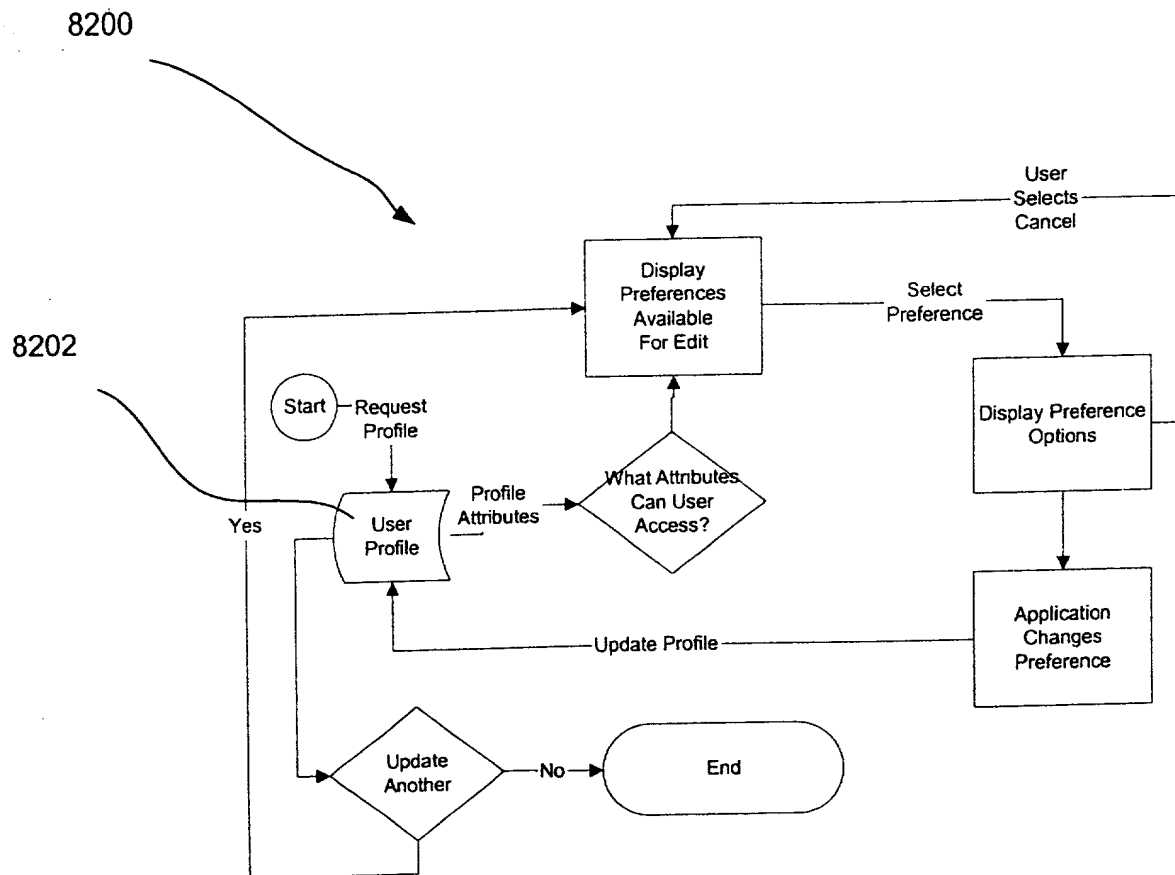 8200
User
Selects
Cancel
Display
Preferences
Available
For Edit
Select
Preference
8202
Start
Request
Profile
Display Preference
Options
What Attributes
Can User
Access?
Profile
Attributes
User
Profile
Yes
Application
Changes
Preference
Update Profile
Update
Another
No
End